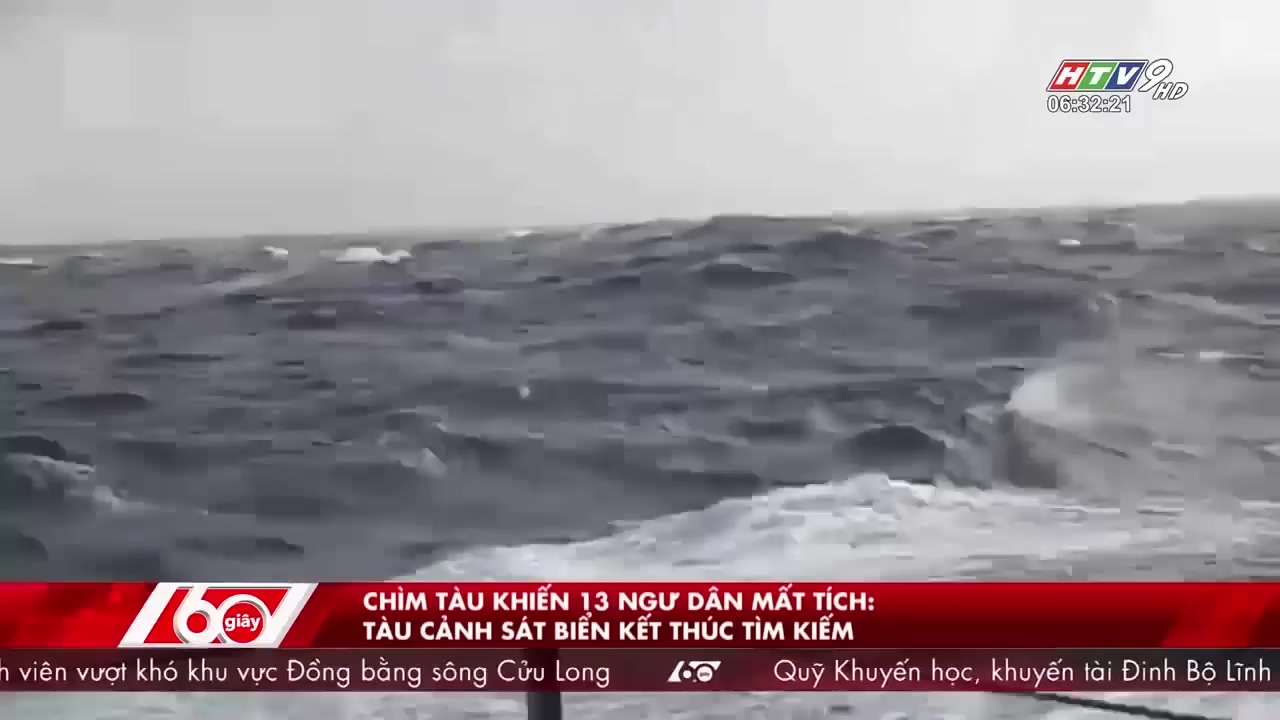 HTV9 HD
06:32:21
60 giây
CHÌM TÀU KHIẾN 13 NGƯ DÂN MẤT TÍCH:
TÀU CẢNH SÁT BIỂN KẾT THÚC TÌM KIẾM
viên vượt khó khu vực Đồng bằng sông Cửu Long
60 giây
Quỹ Khuyến học, khuyến tài Đinh Bộ Lĩnh